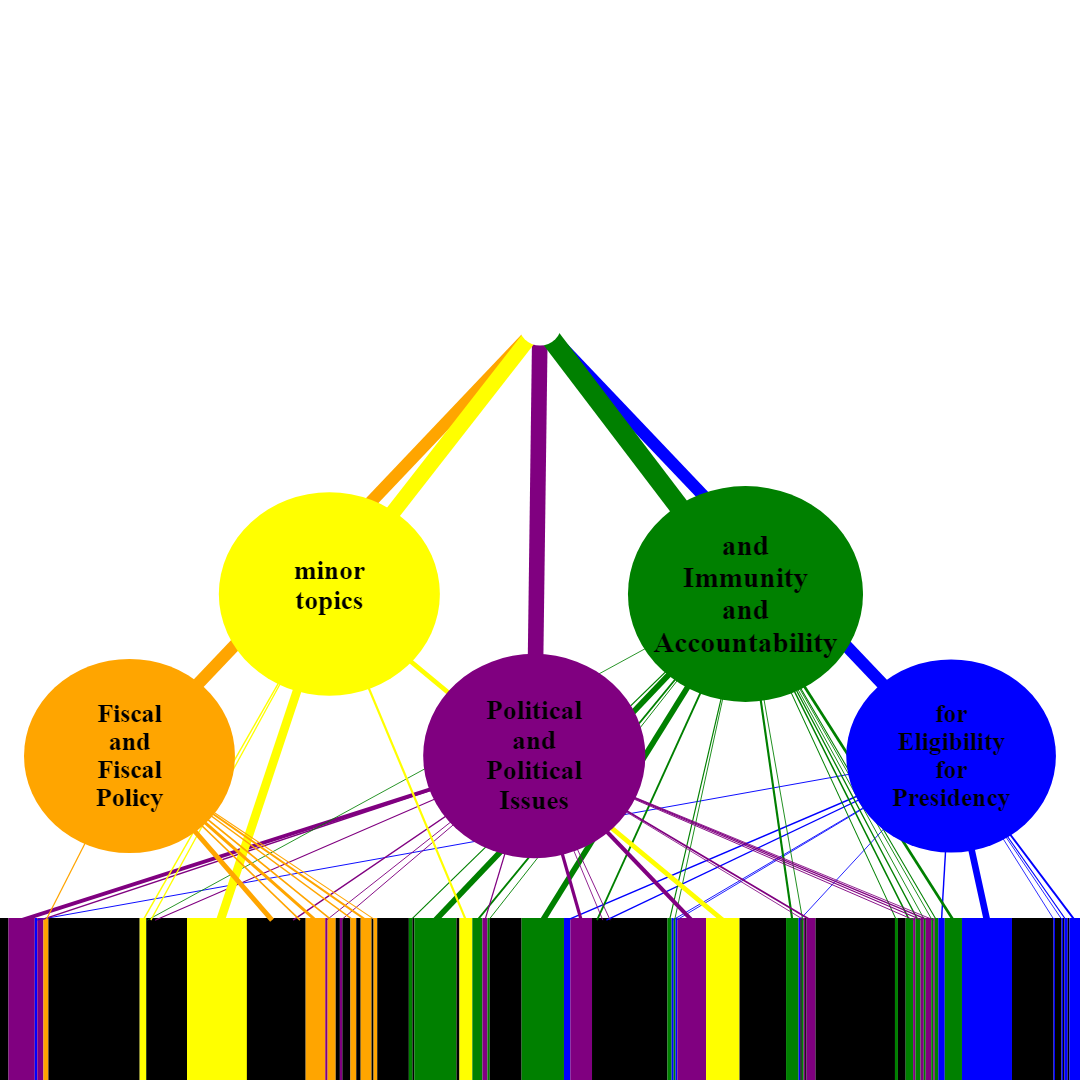 minor
topics
and
Immunity
and
Accountability
Fiscal
and
Fiscal
Policy
Political
and
Political
Issues
for
Eligibility
for
Presidency